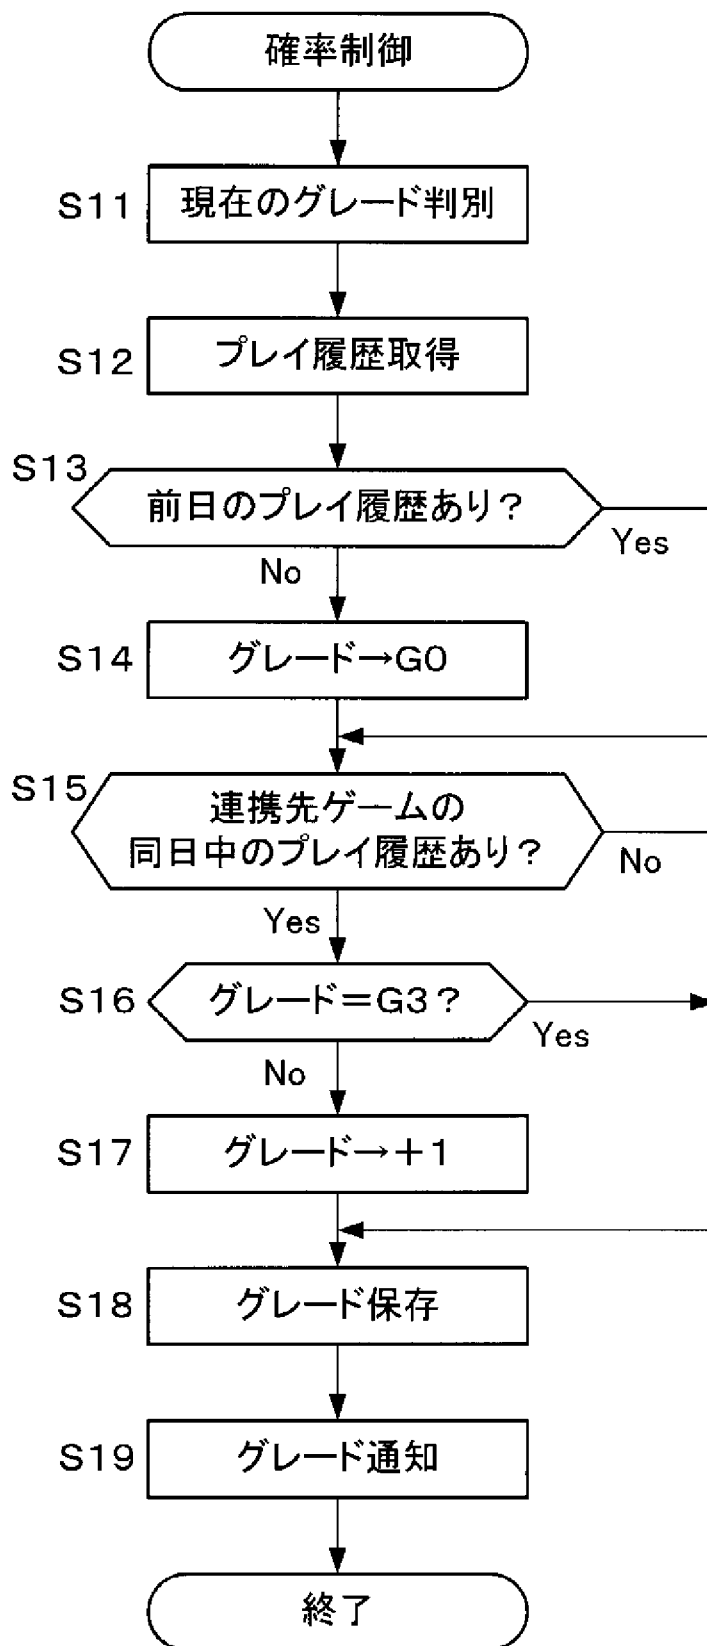 確率制御
S11
現在のグレード判別
S12
プレイ履歴取得
S13
前日のプレイ履歴あり？
Yes
No
S14
グレード→G0
S15
連携先ゲームの
同日中のプレイ履歴あり？
No
Yes
S16
グレード＝G3？
Yes
No
S17
グレード→＋1
S18
グレード保存
S19
グレード通知
終了